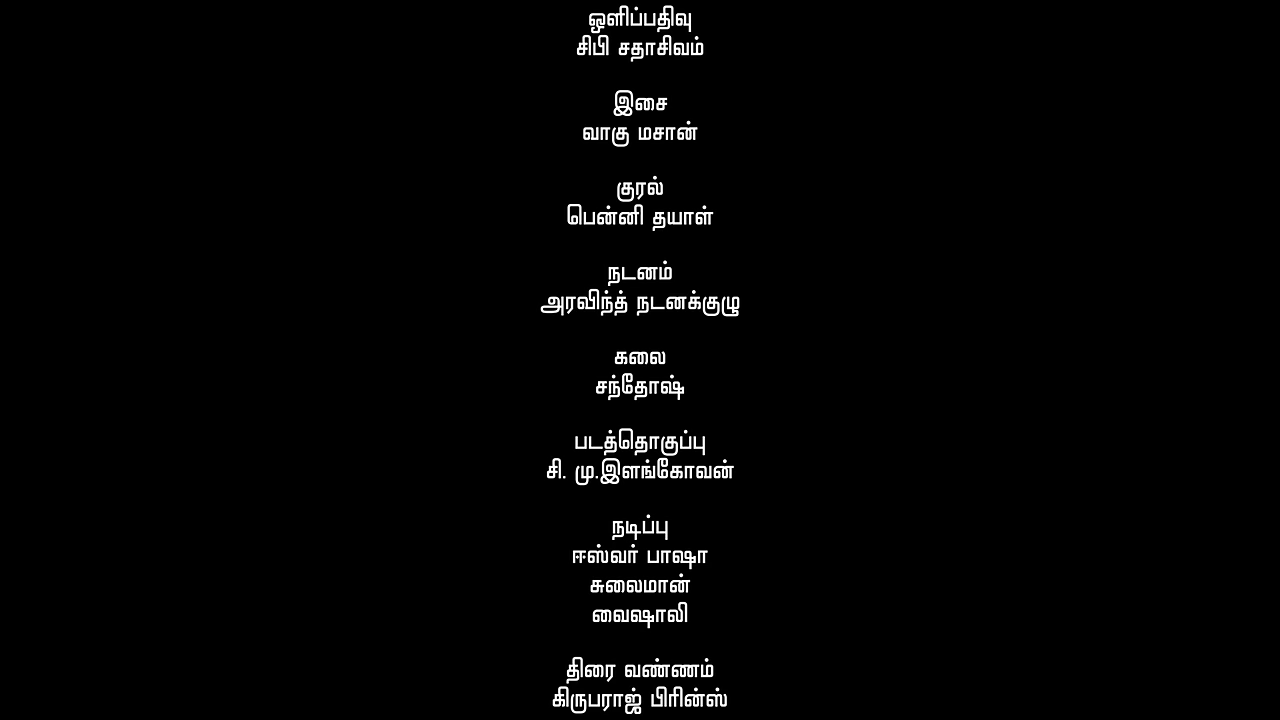 ஒளிப்பதிவு
சிபி சதாசிவம்
இசை
வாகு மசான்
குரல்
பென்னி தயாள்
நடனம்
அரவிந்த் நடனக்குழு
கலை
சந்தோஷ்
படத்தொகுப்பு
சி. மு.இளங்கோவன்
நடிப்பு
ஈஸ்வர் பாஷா
சுலைமான்
வைஷாலி
திரை வண்ணம்
கிருபராஜ் பிரின்ஸ்